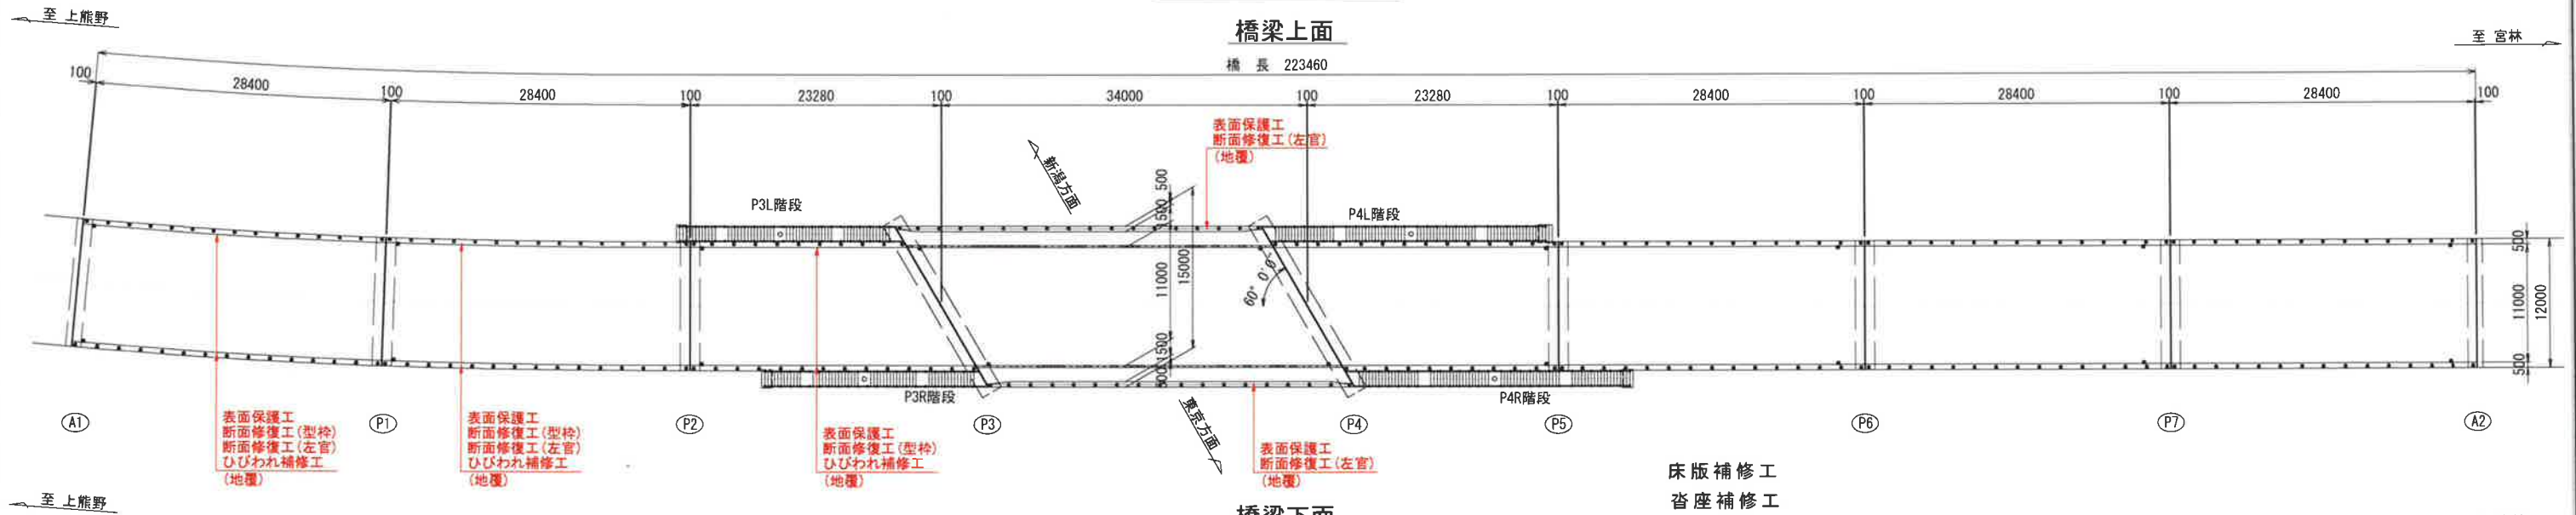 至 上熊野
橋梁上面
至 宮林
橋 長 223460
100
28400
100
28400
100
23280
100
34000
100
23280
100
28400
100
28400
100
28400
100
表面保護工
断面修復工(左官)
(地覆)
新潟方面
P3L階段
P4L階段
500
1500
11000
15000
1500
500
60° 0' 0"
500
11000
12000
500
P3R階段
P4R階段
東京方面
A1
P1
P2
P3
P4
P5
P6
P7
A2
表面保護工
断面修復工(型枠)
断面修復工(左官)
ひびわれ補修工
(地覆)
表面保護工
断面修復工(型枠)
断面修復工(左官)
ひびわれ補修工
(地覆)
表面保護工
断面修復工(型枠)
ひびわれ補修工
(地覆)
表面保護工
断面修復工(左官)
(地覆)
床版補修工
沓座補修工
至 上熊野
橋梁下面